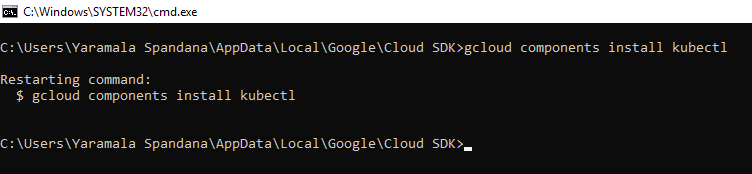 C:\Windows\SYSTEM32\cmd.exe
C:\Users\Yaramala Spandana\AppData\Local\Google\Cloud SDK>gcloud components install kubectl
Restarting command:
  $ gcloud components install kubectl
C:\Users\Yaramala Spandana\AppData\Local\Google\Cloud SDK>